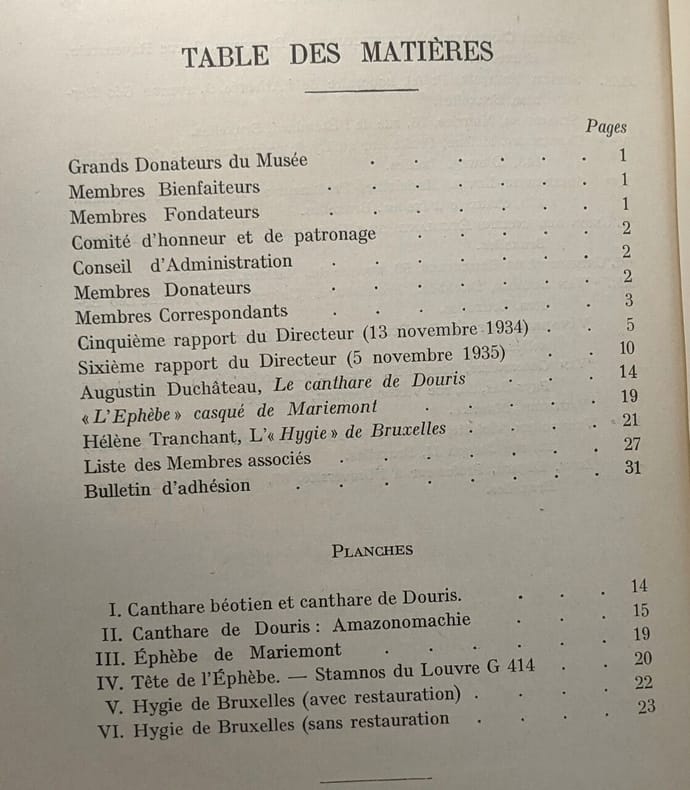 TABLE DES MATIÈRES
Pages
Grands Donateurs du Musée . . . . . . 1
Membres Bienfaiteurs . . . . . . . 1
Membres Fondateurs . . . . . . . 1
Comité d'honneur et de patronage . . . . . 2
Conseil d'Administration . . . . . . . 2
Membres Donateurs . . . . . . . 2
Membres Correspondants . . . . . . . 3
Cinquième rapport du Directeur (13 novembre 1934) . . . 5
Sixième rapport du Directeur (5 novembre 1935) . . 10
Augustin Duchâteau, Le canthare de Douris . . . 14
« L'Ephèbe » casqué de Mariemont . . . . . 19
Hélène Tranchant, L'« Hygie » de Bruxelles . . . . 21
Liste des Membres associés . . . . . . . 27
Bulletin d'adhésion . . . . . . . . 31
PLANCHES
I. Canthare béotien et canthare de Douris. . . . 14
II. Canthare de Douris : Amazonomachie . . . 15
III. Éphèbe de Mariemont . . . . . . 19
IV. Tête de l'Éphèbe. — Stamnos du Louvre G 414 . . 20
V. Hygie de Bruxelles (avec restauration) . . . . 22
VI. Hygie de Bruxelles (sans restauration . . . . 23